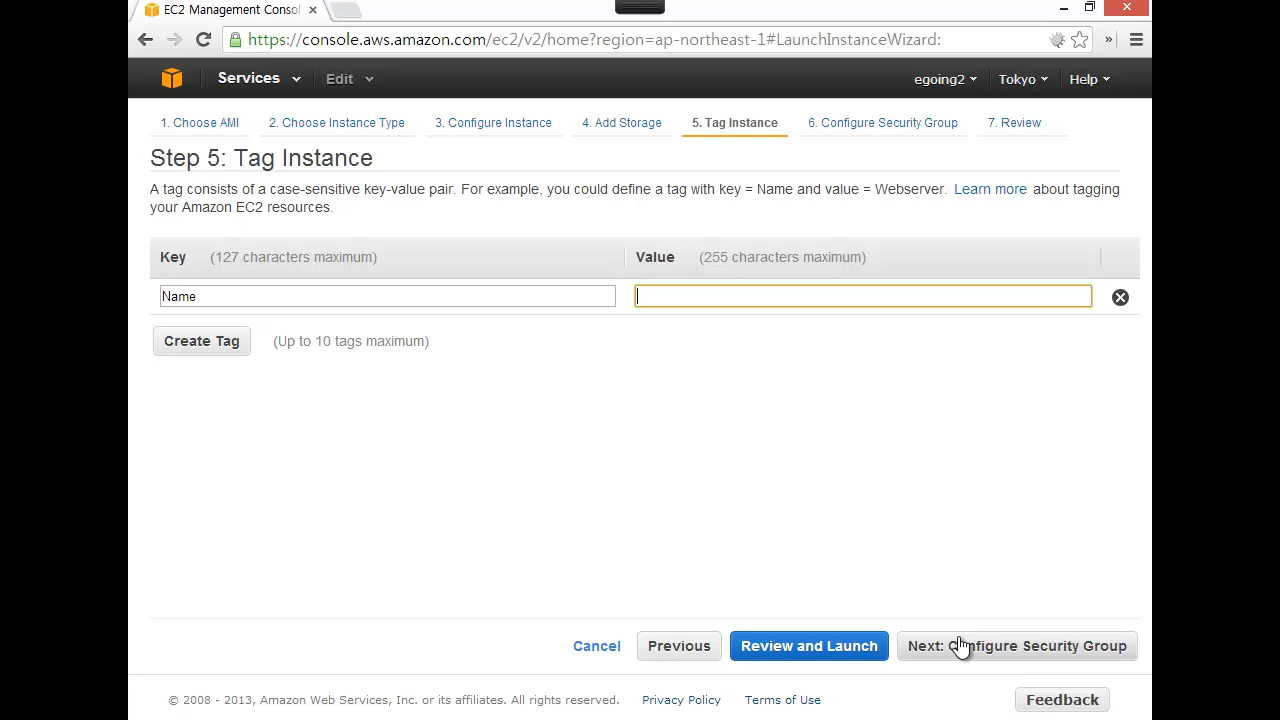 EC2 Management Consol
https://console.aws.amazon.com/ec2/v2/home?region=ap-northeast-1#LaunchInstanceWizard:
Services Edit egoing2 Tokyo Help
1. Choose AMI 2. Choose Instance Type 3. Configure Instance 4. Add Storage 5. Tag Instance 6. Configure Security Group 7. Review
Step 5: Tag Instance
A tag consists of a case-sensitive key-value pair. For example, you could define a tag with key = Name and value = Webserver. Learn more about tagging
your Amazon EC2 resources.
Key (127 characters maximum) Value (255 characters maximum)
Name
Create Tag (Up to 10 tags maximum)
Cancel Previous Review and Launch Next: Configure Security Group
© 2008 - 2013, Amazon Web Services, Inc. or its affiliates. All rights reserved. Privacy Policy Terms of Use Feedback